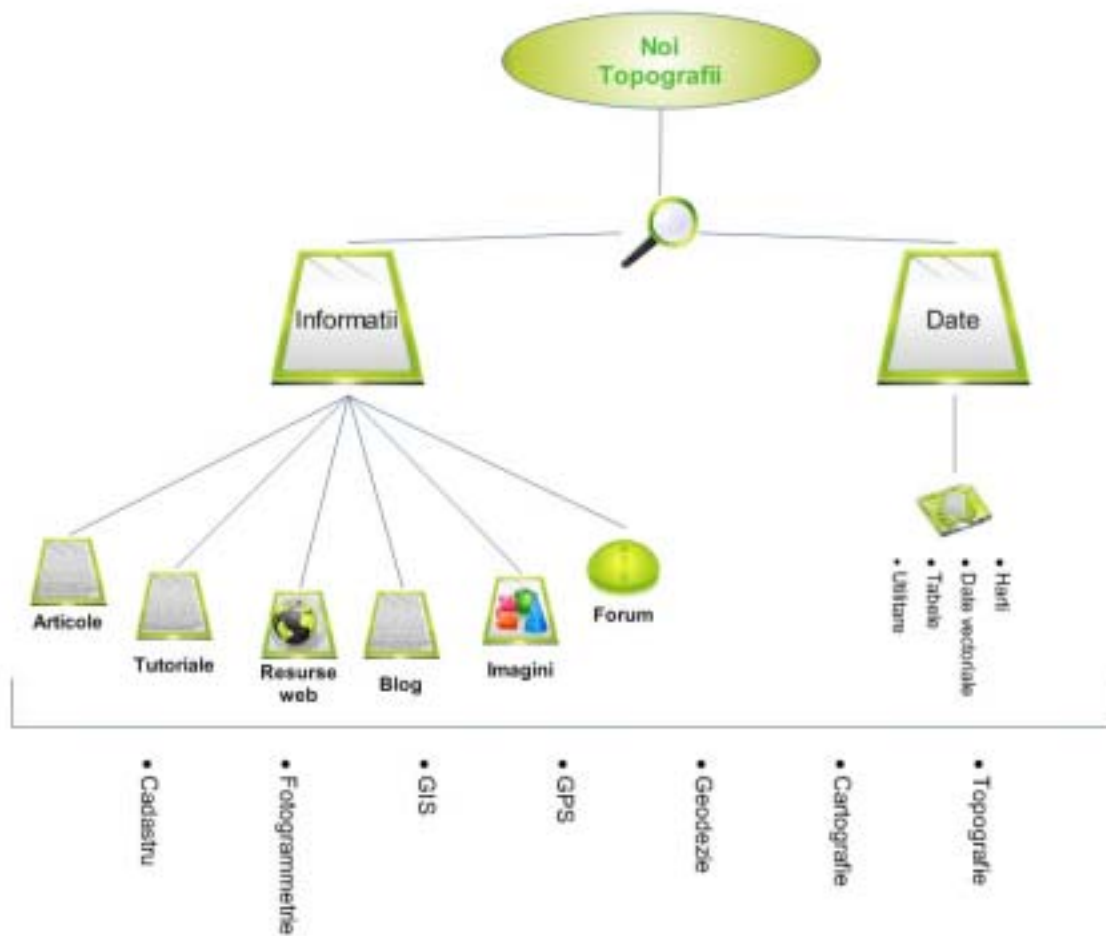 Noi
Topografii
Informatii
Date
Articole
Tutoriale
Resurse
web
Blog
Imagini
Forum
• Harti
• Date vectoriale
• Tabele
• Utilitare
• Cadastru
• Fotogrammetrie
• GIS
• GPS
• Geodezie
• Cartografie
• Topografie